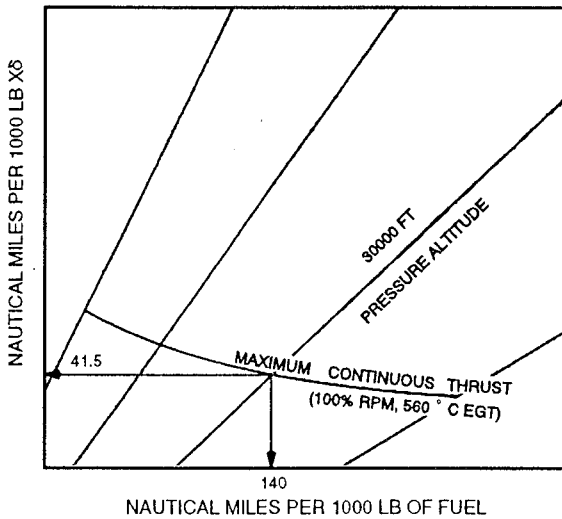 NAUTICAL MILES PER 1000 LB Xδ
30000 FT
PRESSURE ALTITUDE
41.5
MAXIMUM CONTINUOUS THRUST
(100% RPM, 560 ° C EGT)
140
NAUTICAL MILES PER 1000 LB OF FUEL